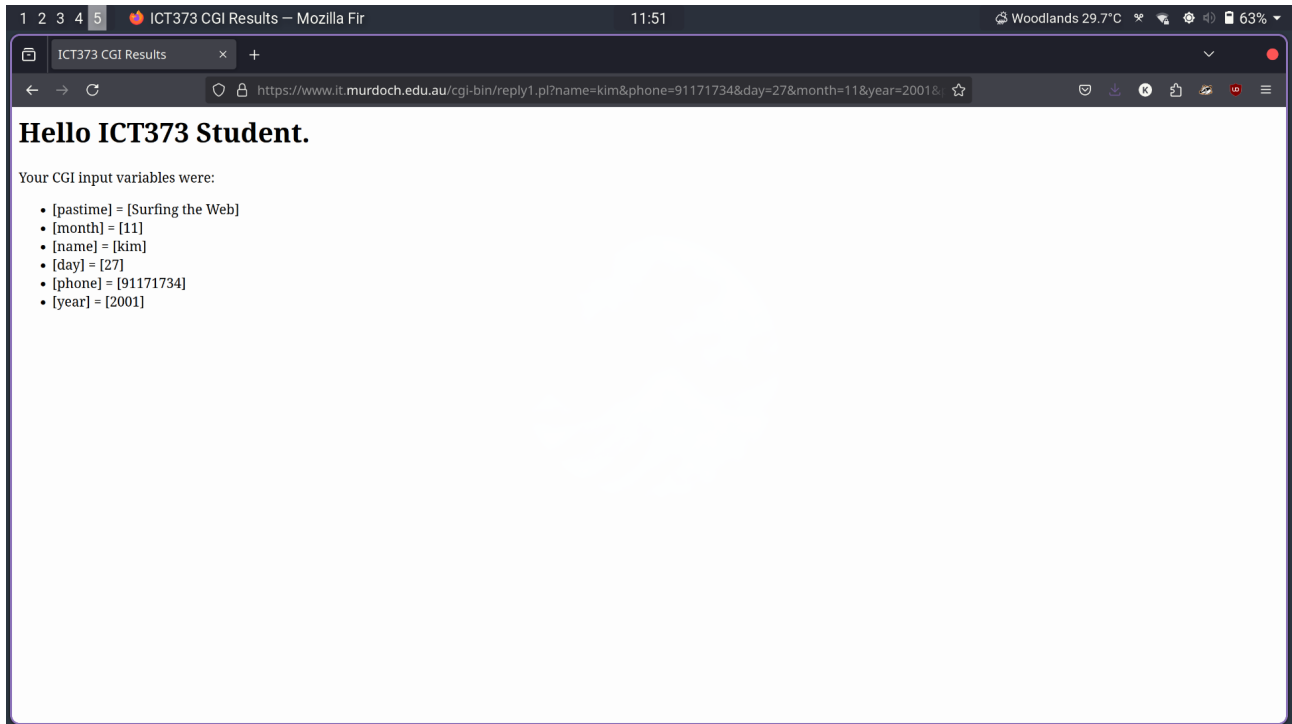 1 2 3 4 5 ICT373 CGI Results — Mozilla Fir 11:51 Woodlands 29.7°C 63%
ICT373 CGI Results × +
https://www.it.murdoch.edu.au/cgi-bin/reply1.pl?name=kim&phone=91171734&day=27&month=11&year=2001&
Hello ICT373 Student.
Your CGI input variables were:
• [pastime] = [Surfing the Web]
• [month] = [11]
• [name] = [kim]
• [day] = [27]
• [phone] = [91171734]
• [year] = [2001]